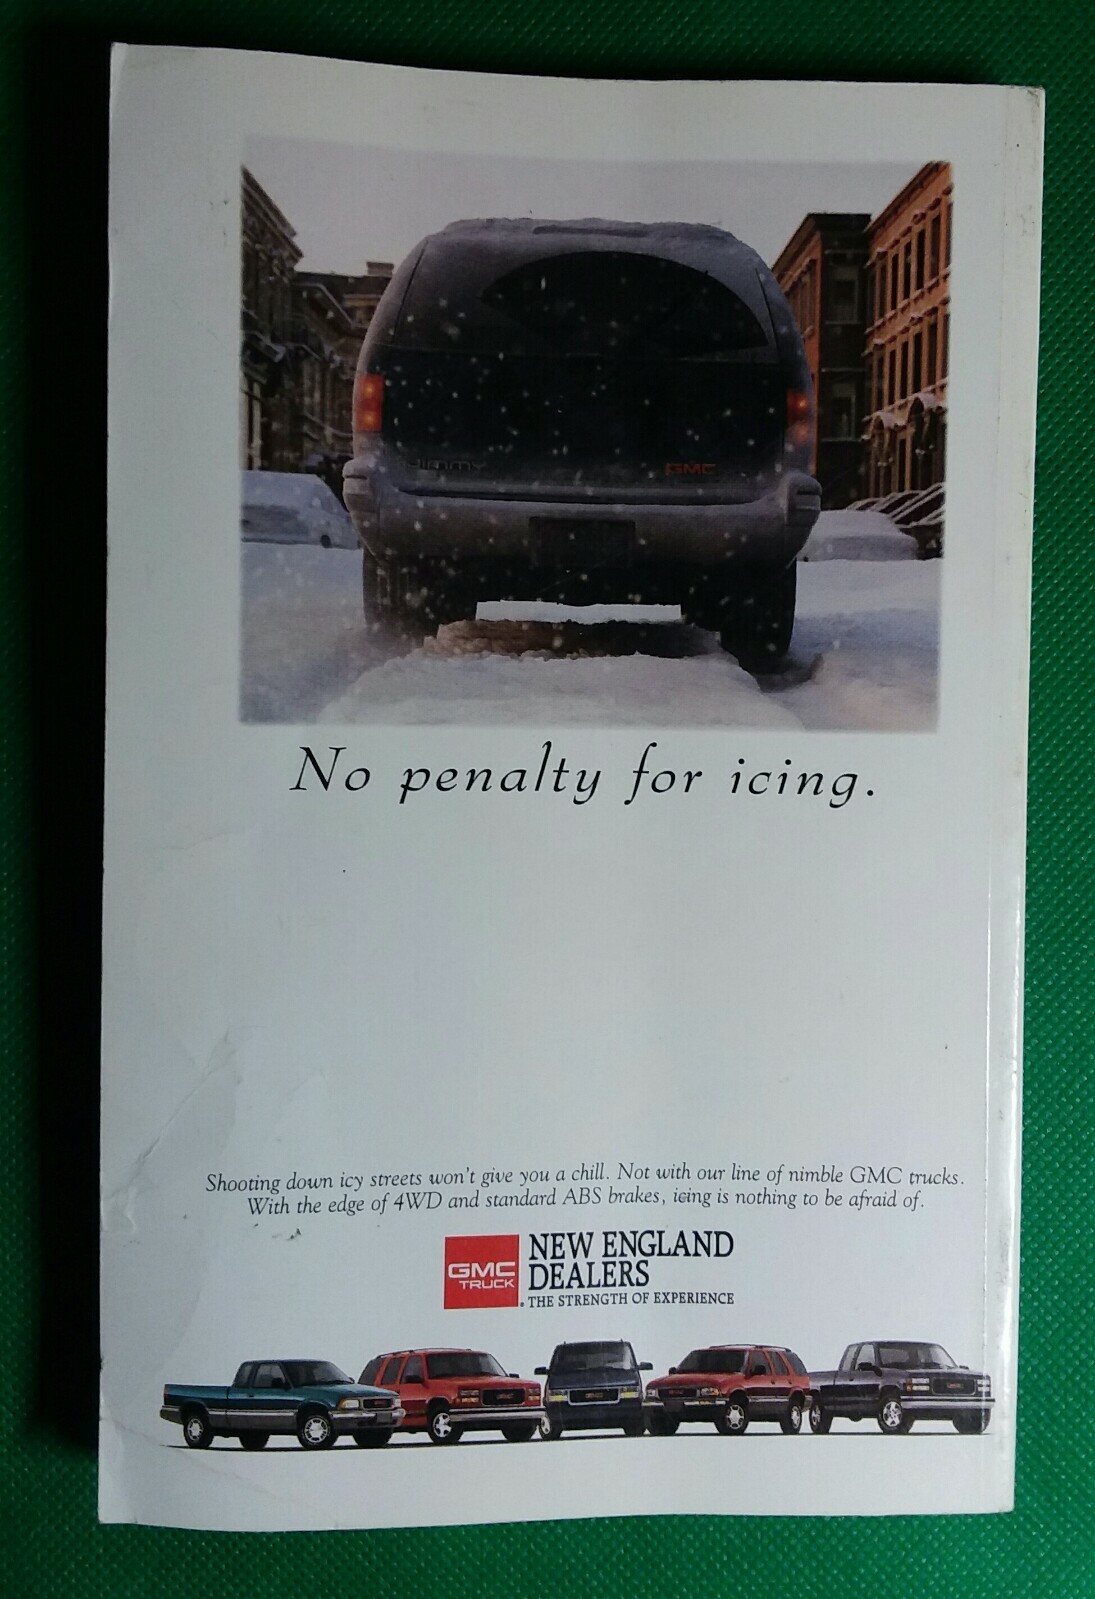 JIMMY GMC
No penalty for icing.
Shooting down icy streets won't give you a chill. Not with our line of nimble GMC trucks.
With the edge of 4WD and standard ABS brakes, icing is nothing to be afraid of.
GMC
TRUCK
NEW ENGLAND
DEALERS
THE STRENGTH OF EXPERIENCE